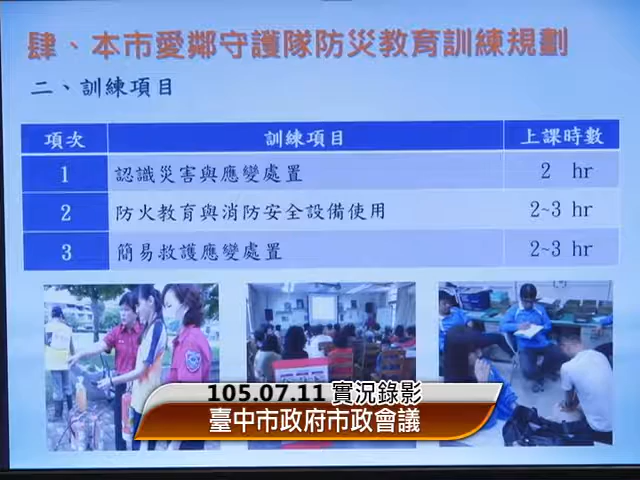 肆、本市愛鄰守護隊防災教育訓練規劃
二、訓練項目
項次 訓練項目 上課時數
1 認識災害與應變處置 2 hr
2 防火教育與消防安全設備使用 2~3 hr
3 簡易救護應變處置 2~3 hr
105.07.11 實況錄影
臺中市政府市政會議